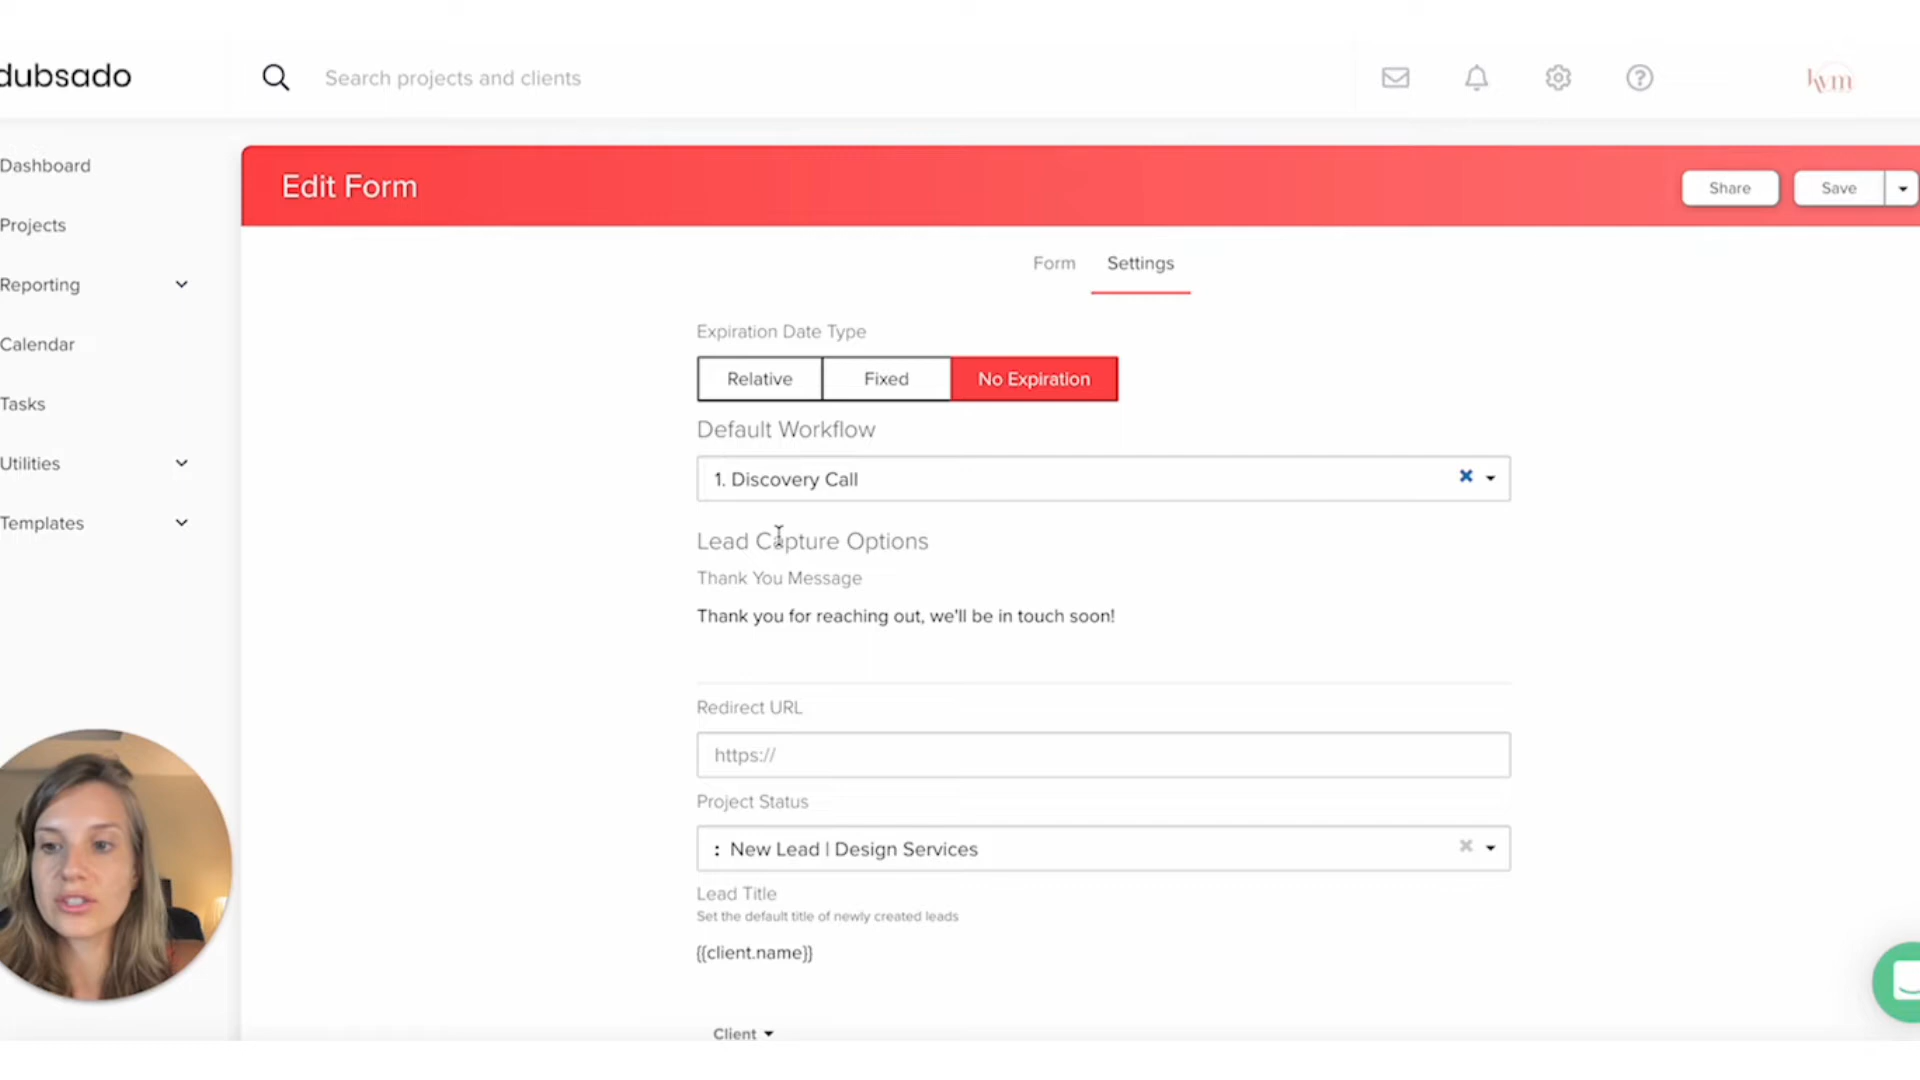 dubsado
Search projects and clients
kvm
Dashboard
Projects
Reporting
Calendar
Tasks
Utilities
Templates
Edit Form
Share
Save
Form
Settings
Expiration Date Type
Relative
Fixed
No Expiration
Default Workflow
1. Discovery Call
Lead Capture Options
Thank You Message
Thank you for reaching out, we'll be in touch soon!
Redirect URL
https://
Project Status
: New Lead | Design Services
Lead Title
Set the default title of newly created leads
{{client.name}}
Client